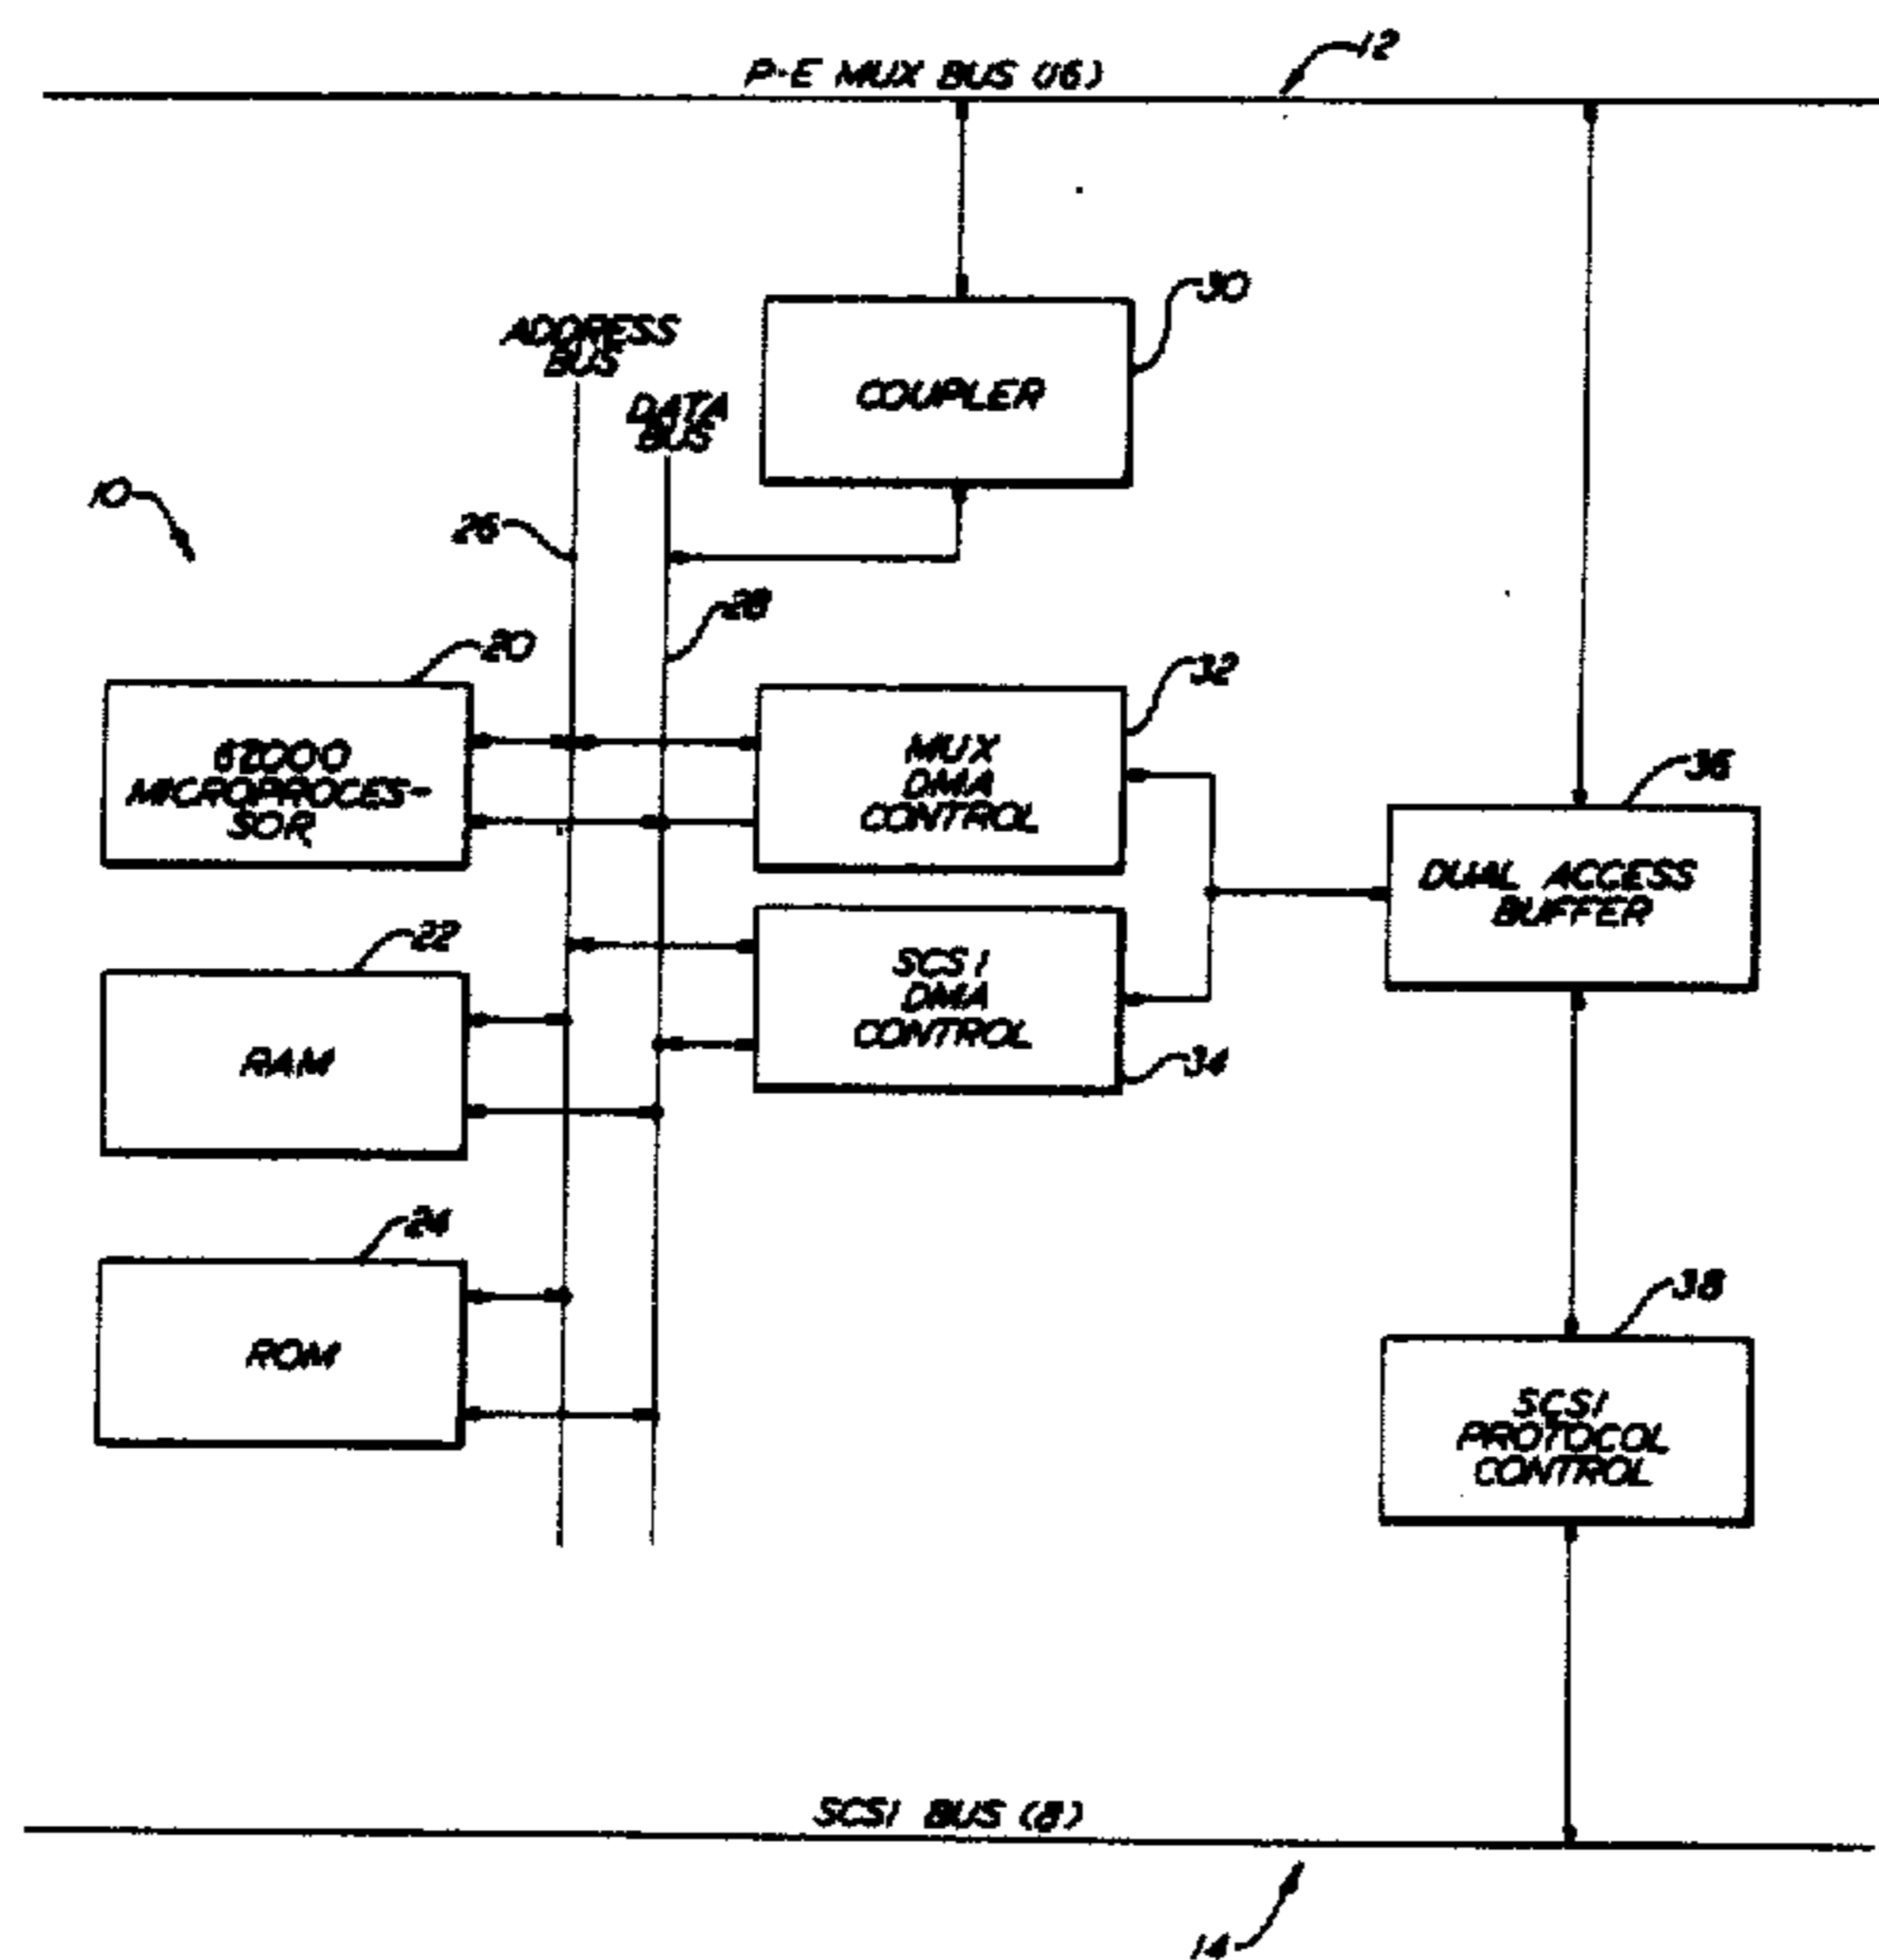 12
P-E MUX BUS (16)
30
ADDRESS
BUS
COUPLER
DATA
BUS
10
26
28
20
32
MUX
DMA
CONTROL
MICROPROCES-
SOR
36
DUAL ACCESS
BUFFER
22
SCSI
DMA
CONTROL
34
RAM
24
38
ROM
SCSI
PROTOCOL
CONTROL
SCSI BUS (8)
14